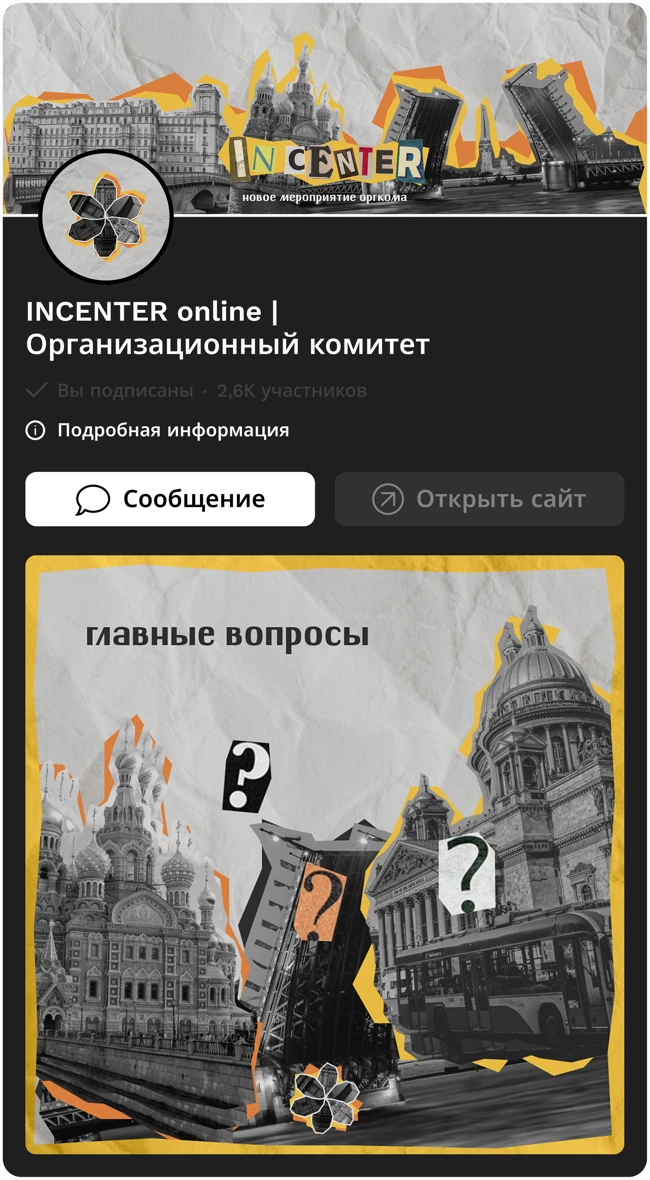 INCENTER
новое мероприятие оргкома
INCENTER online |
Организационный комитет
Вы подписаны · 2,6К участников
Подробная информация
Сообщение
Открыть сайт
главные вопросы
?
?
?